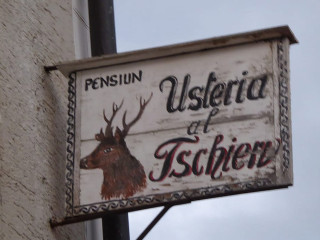 PENSIUN
Usteria
al
Tschierv